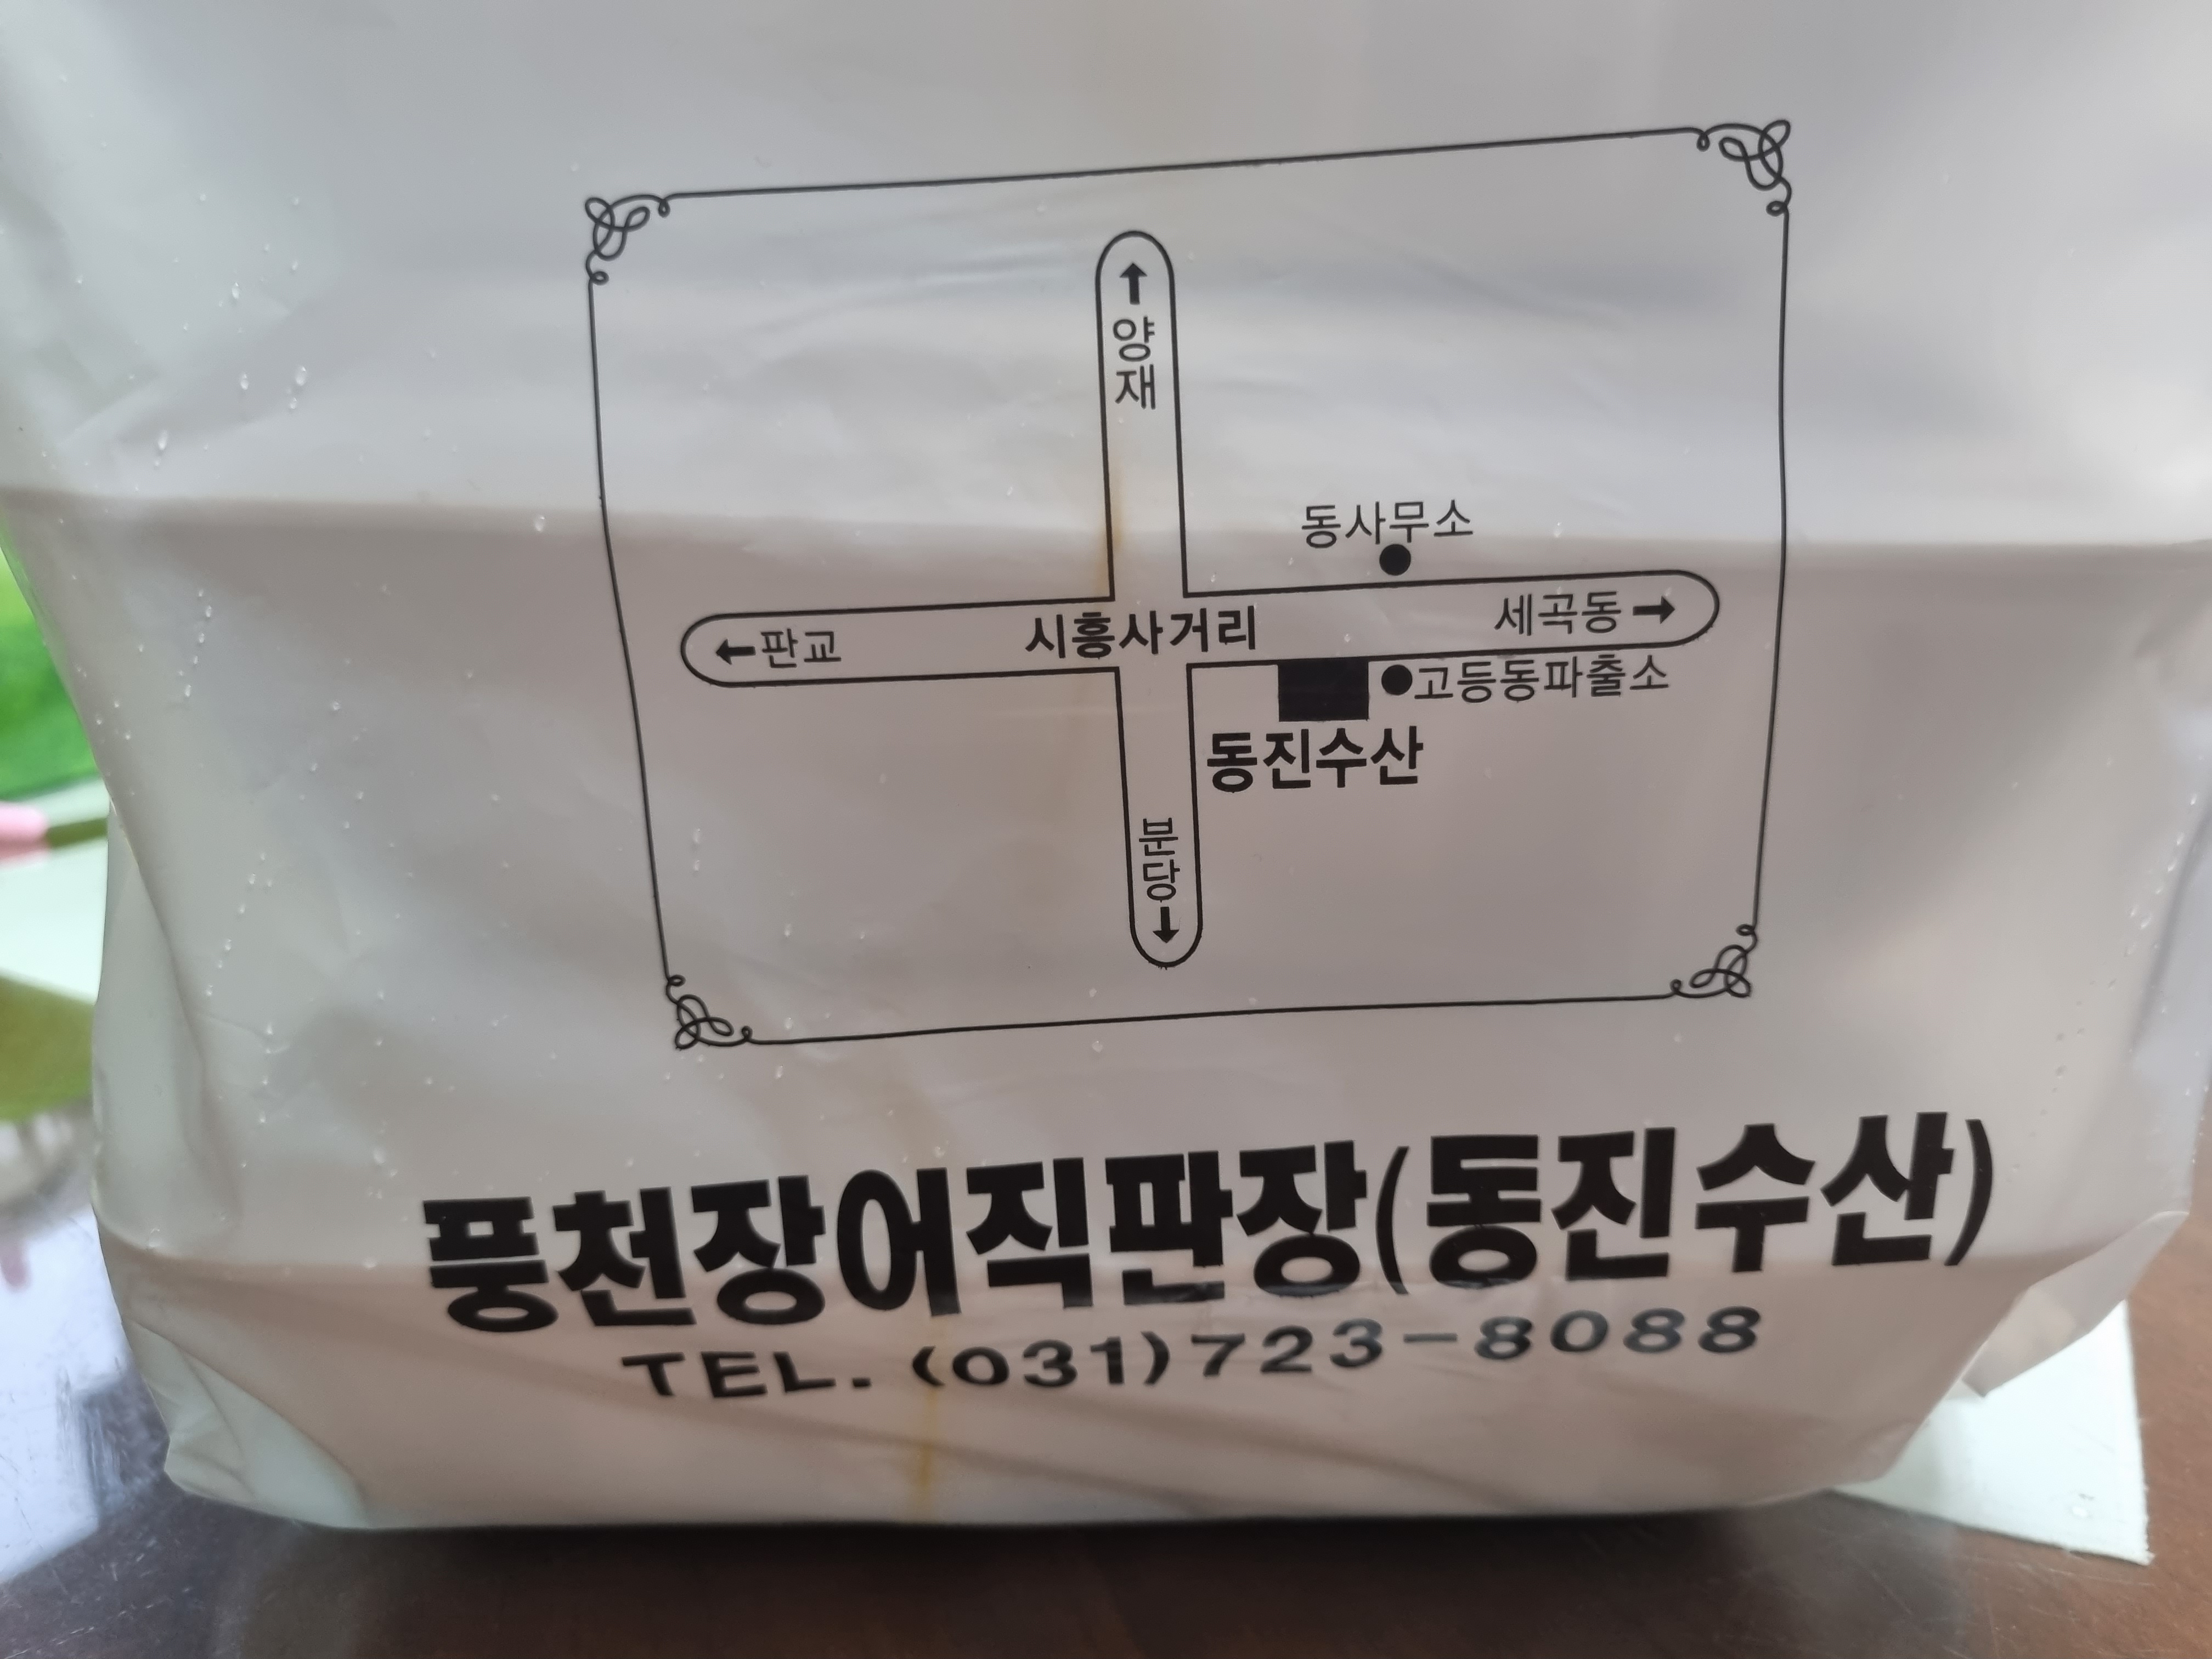 ↑
양
재
동사무소
←판교
시흥사거리
세곡동→
고등동파출소
동진수산
분
당
↓
풍천장어직판장(동진수산)
TEL. (031)723-8088